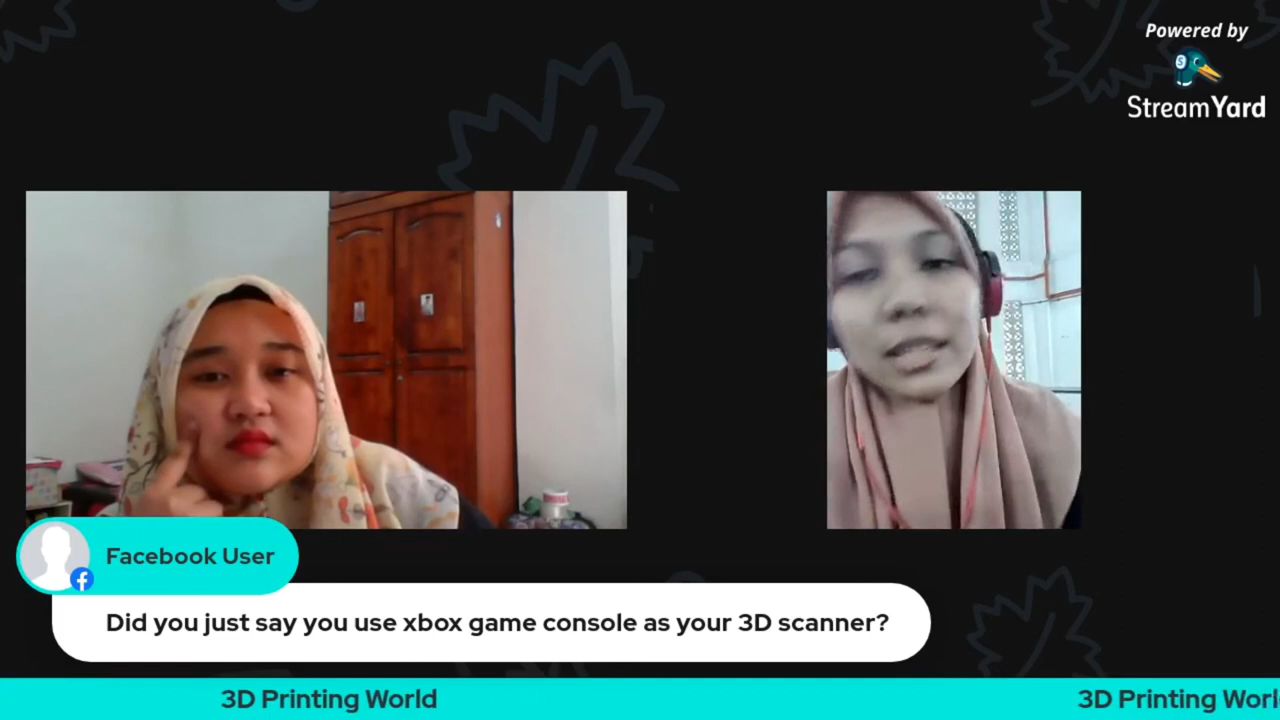 Powered by
StreamYard
Facebook User
Did you just say you use xbox game console as your 3D scanner?
3D Printing World
3D Printing Worl